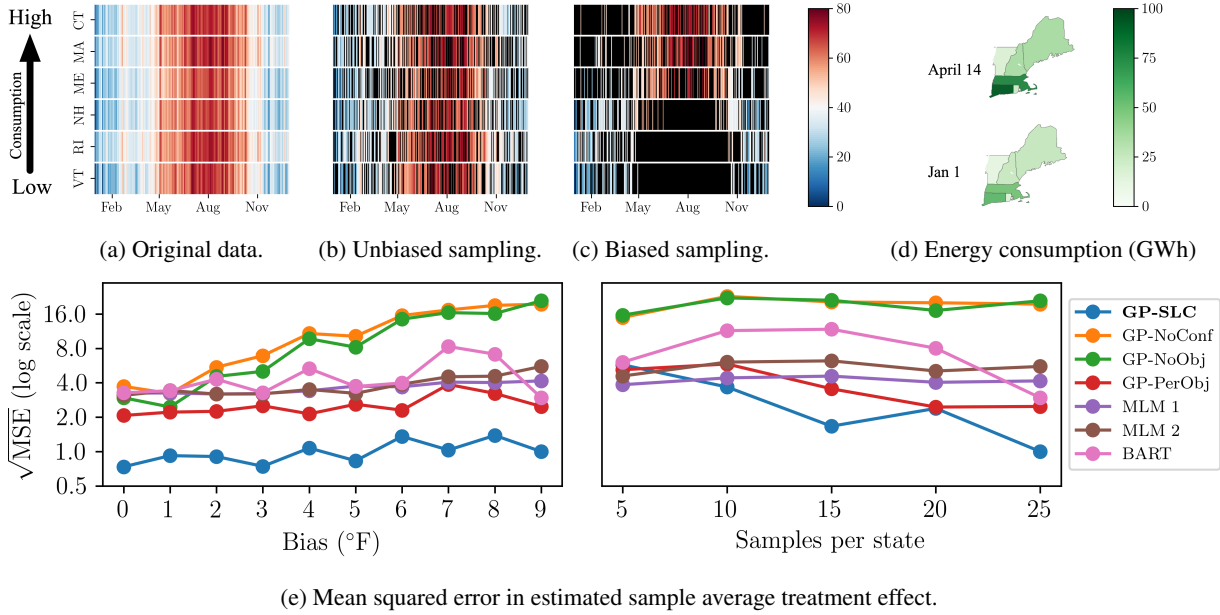 High
Consumption
Low
CT
MA
ME
NH
RI
VT
Feb
May
Aug
Nov
Feb
May
Aug
Nov
Feb
May
Aug
Nov
80
60
40
20
0
April 14
Jan 1
100
75
50
25
0
(a) Original data.
(b) Unbiased sampling.
(c) Biased sampling.
(d) Energy consumption (GWh)
√MSE (log scale)
16.0
8.0
4.0
2.0
1.0
0.5
0 1 2 3 4 5 6 7 8 9
Bias (°F)
5 10 15 20 25
Samples per state
GP-SLC
GP-NoConf
GP-NoObj
GP-PerObj
MLM 1
MLM 2
BART
(e) Mean squared error in estimated sample average treatment effect.